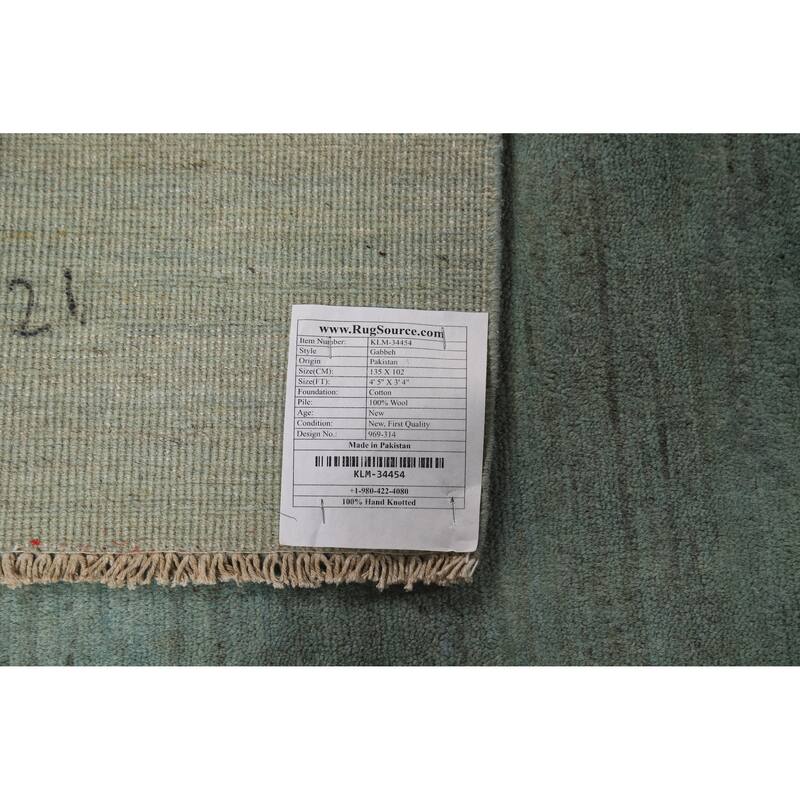 21
www.RugSource.com
Item Number: KLM-34454
Style Gabbeh
Origin Pakistan
Size(CM): 135 X 102
Size(FT): 4' 5" X 3' 4"
Foundation: Cotton
Pile: 100% Wool
Age: New
Condition: New, First Quality
Design No.: 969-314
Made in Pakistan
KLM-34454
+1-980-422-4080
100% Hand Knotted